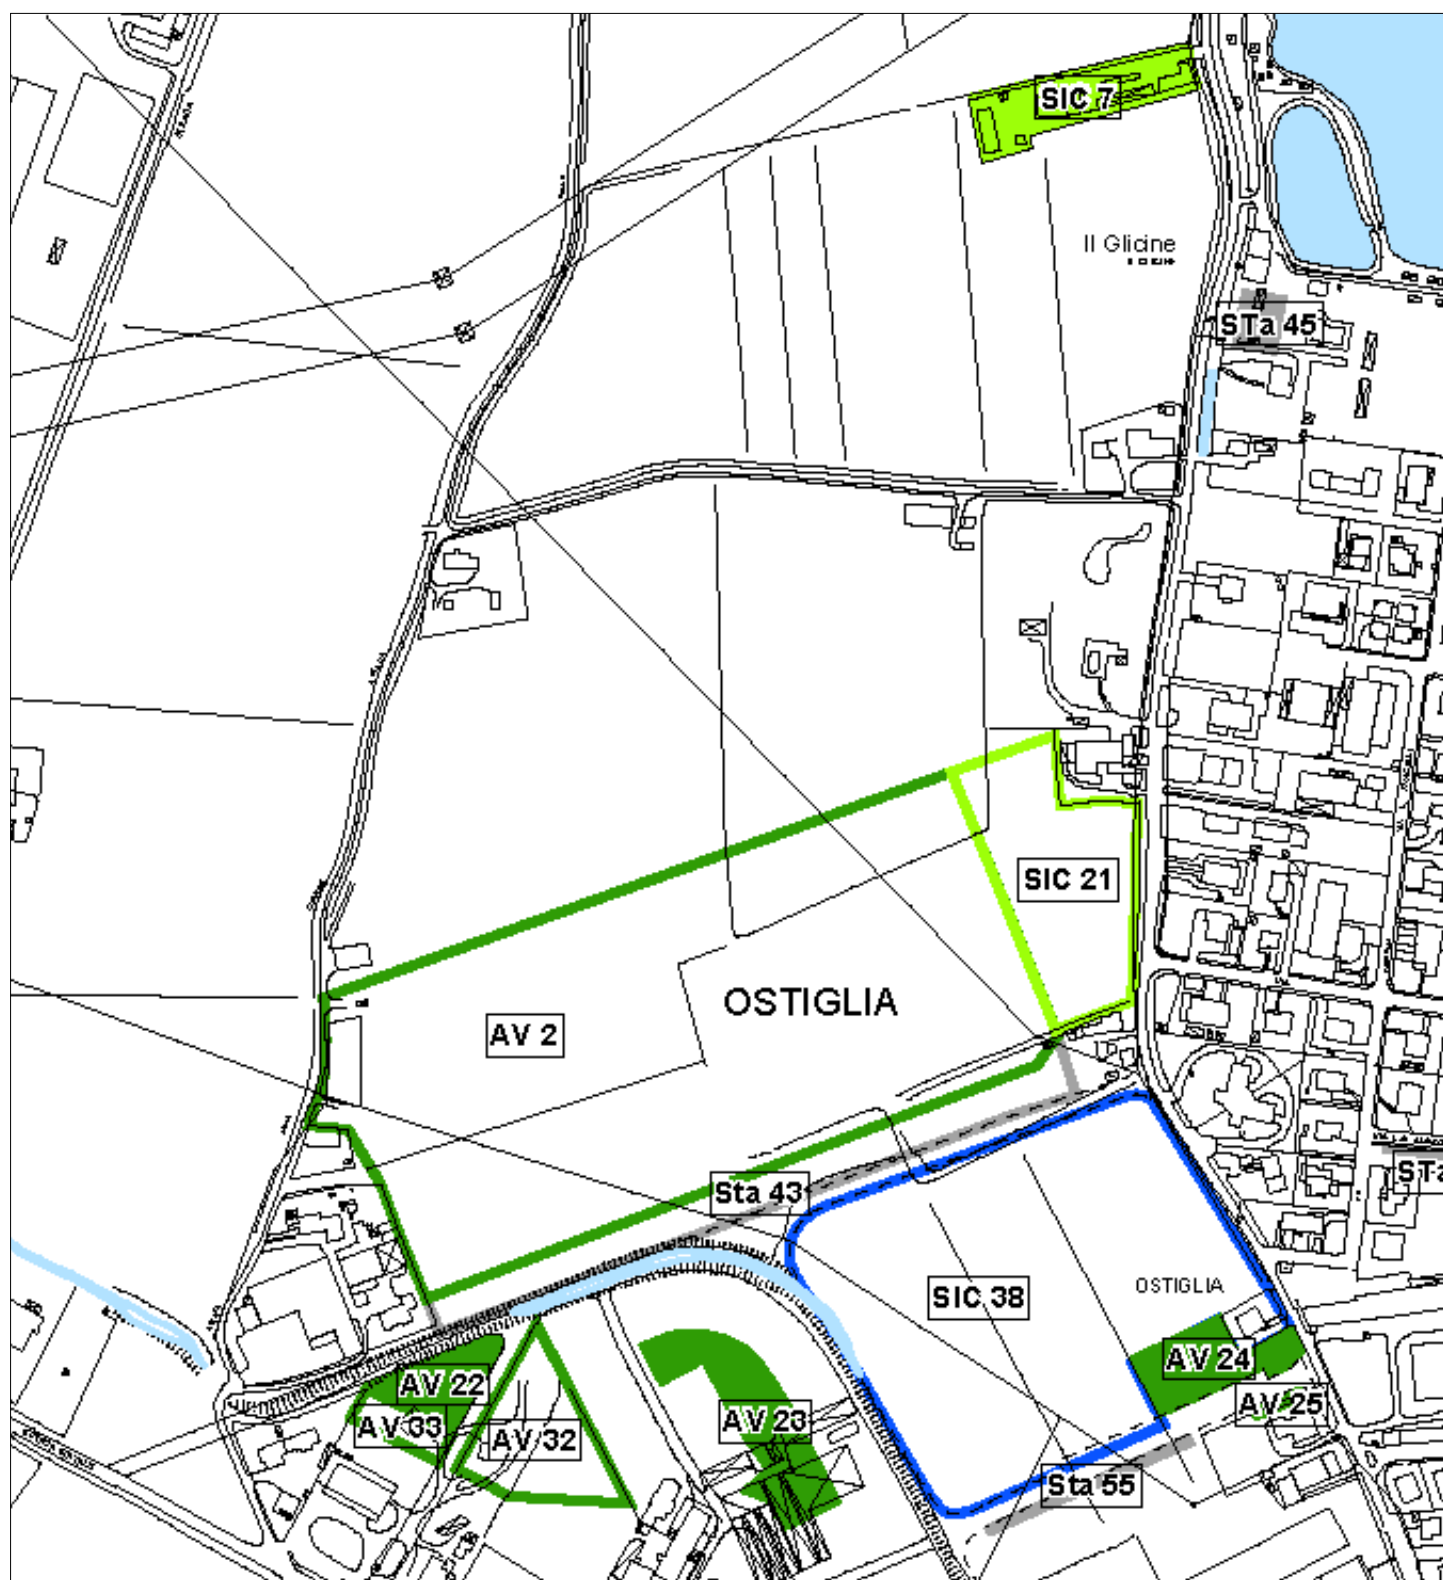 SIC 7
Il Glicine
STa 45
SIC 21
OSTIGLIA
AV 2
STa
Sta 43
SIC 38
OSTIGLIA
AV 24
AV 22
AV 25
AV 33
AV 32
AV 23
Sta 55